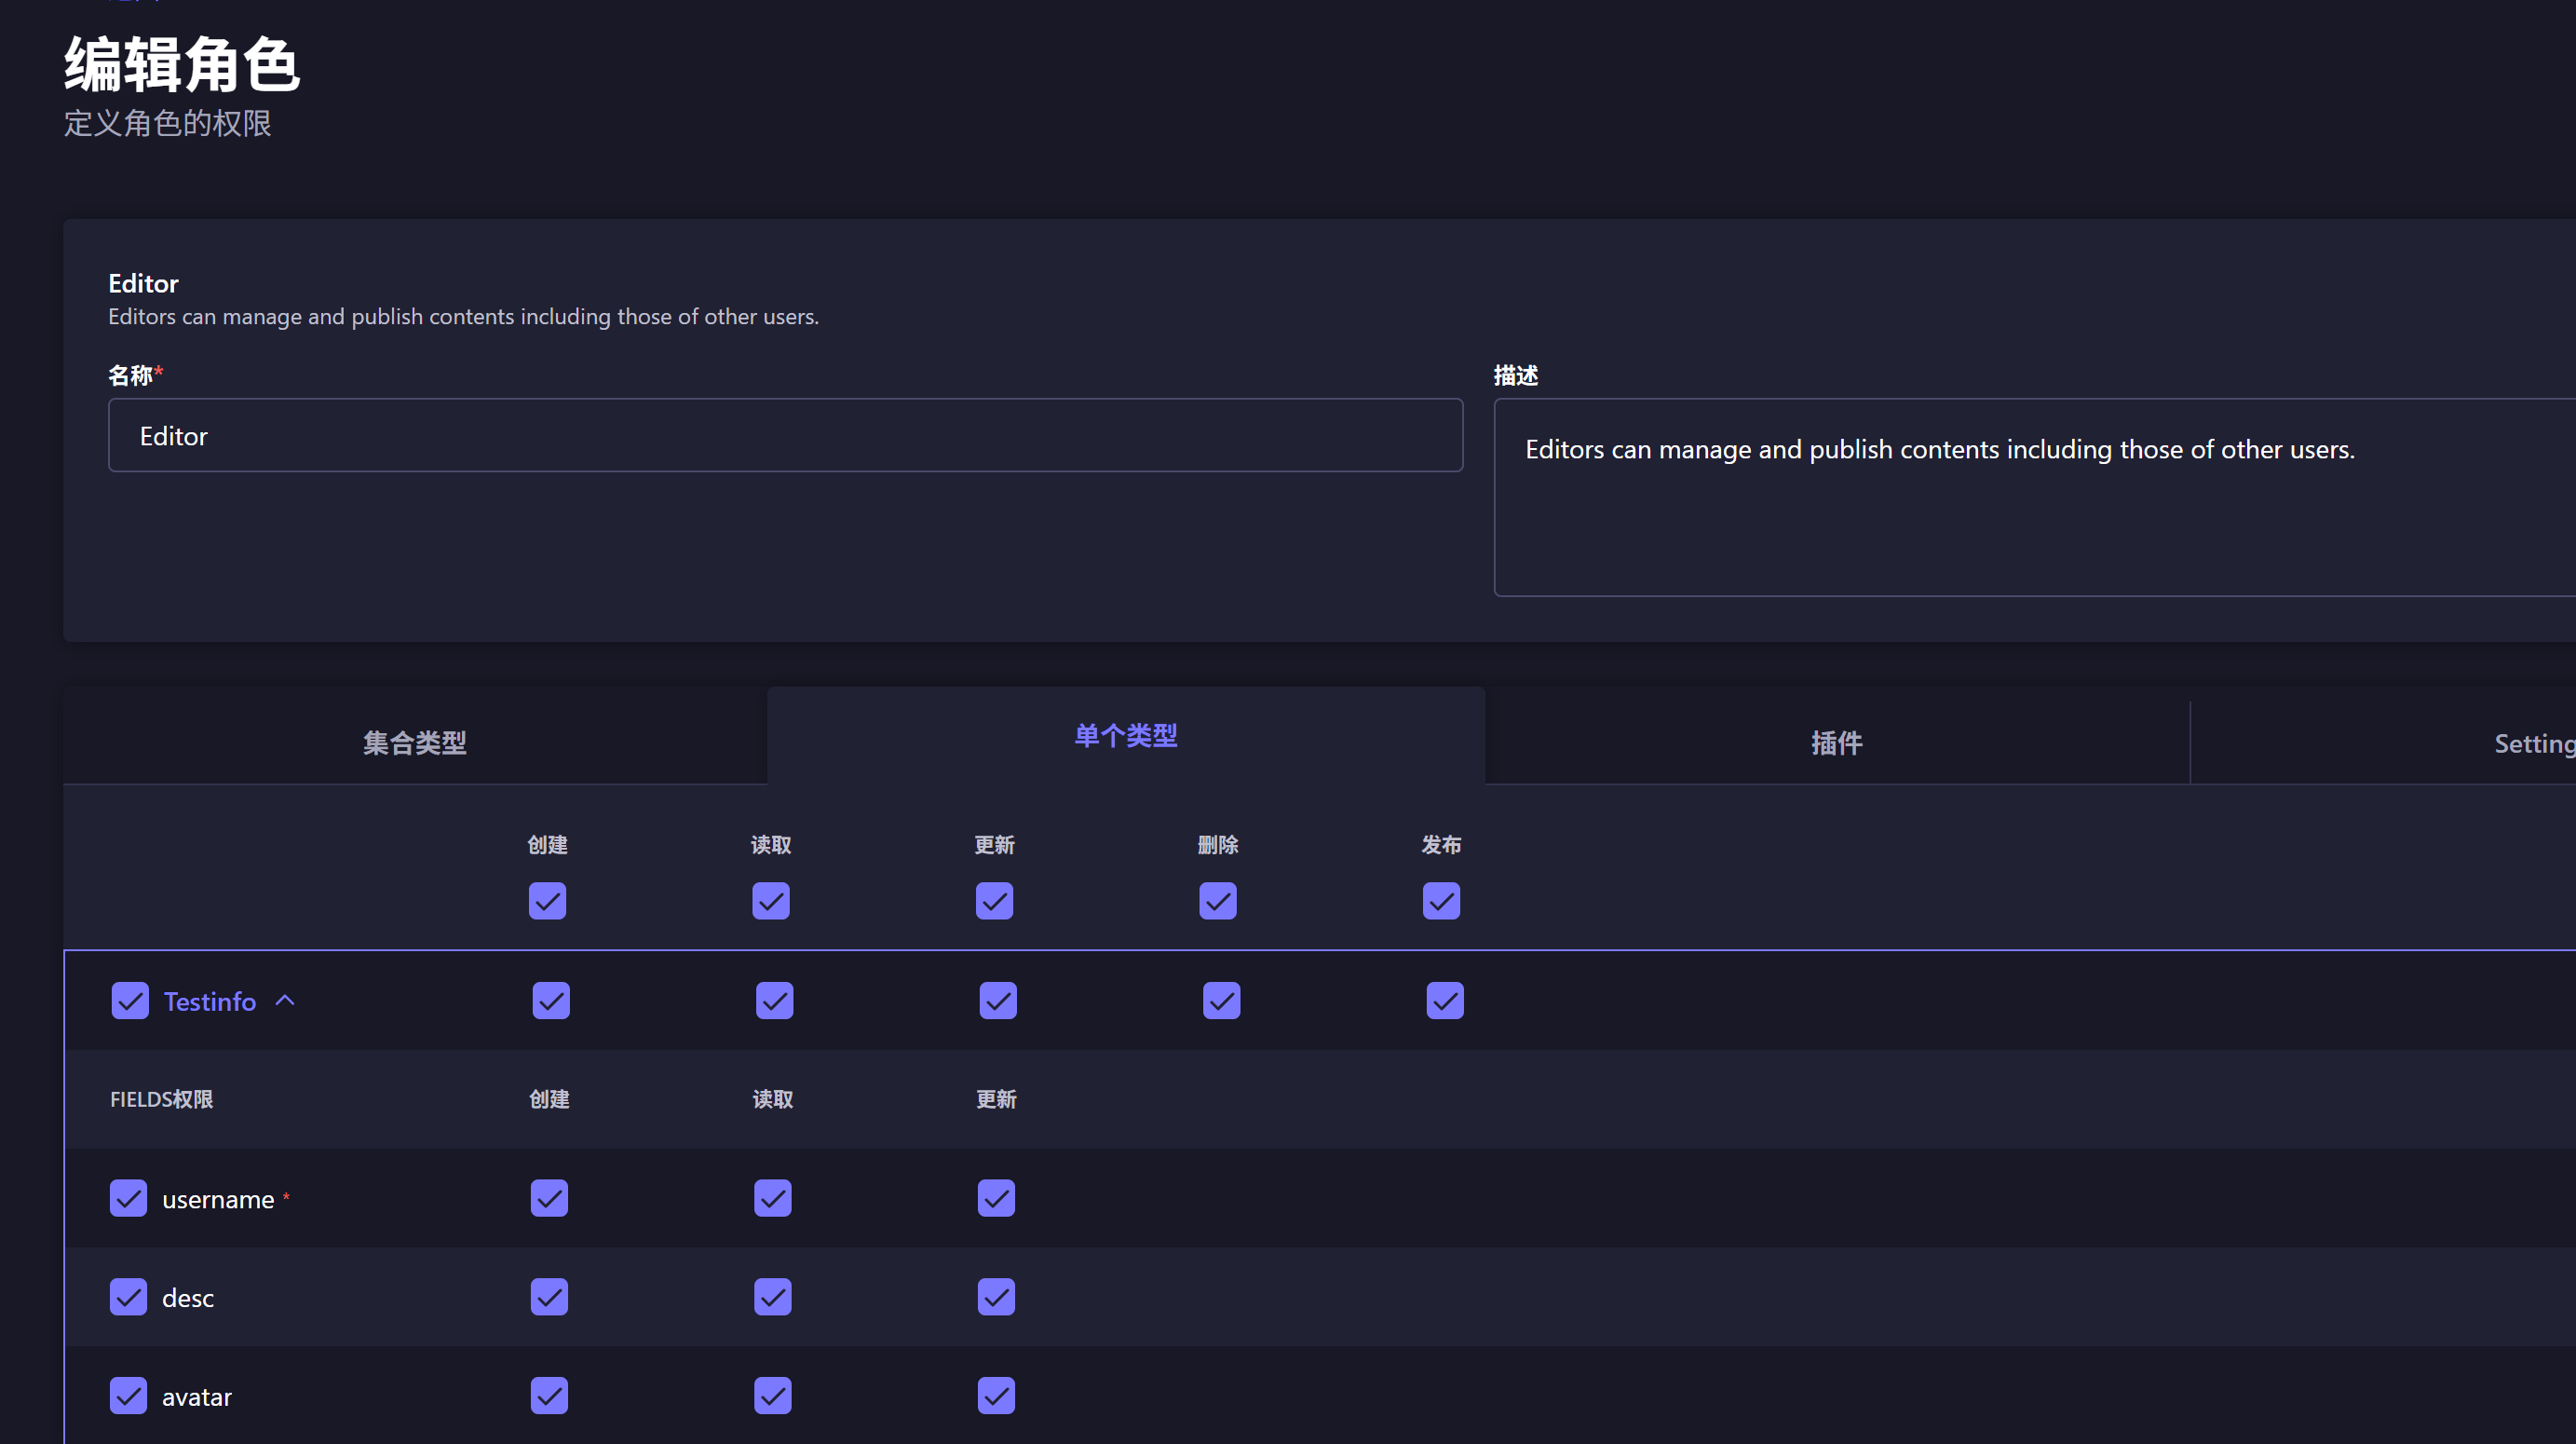 编辑角色
定义角色的权限
Editor
Editors can manage and publish contents including those of other users.
名称*
描述
Editor
Editors can manage and publish contents including those of other users.
集合类型
单个类型
插件
Setting
创建
读取
更新
删除
发布
Testinfo
FIELDS权限
创建
读取
更新
username *
desc
avatar